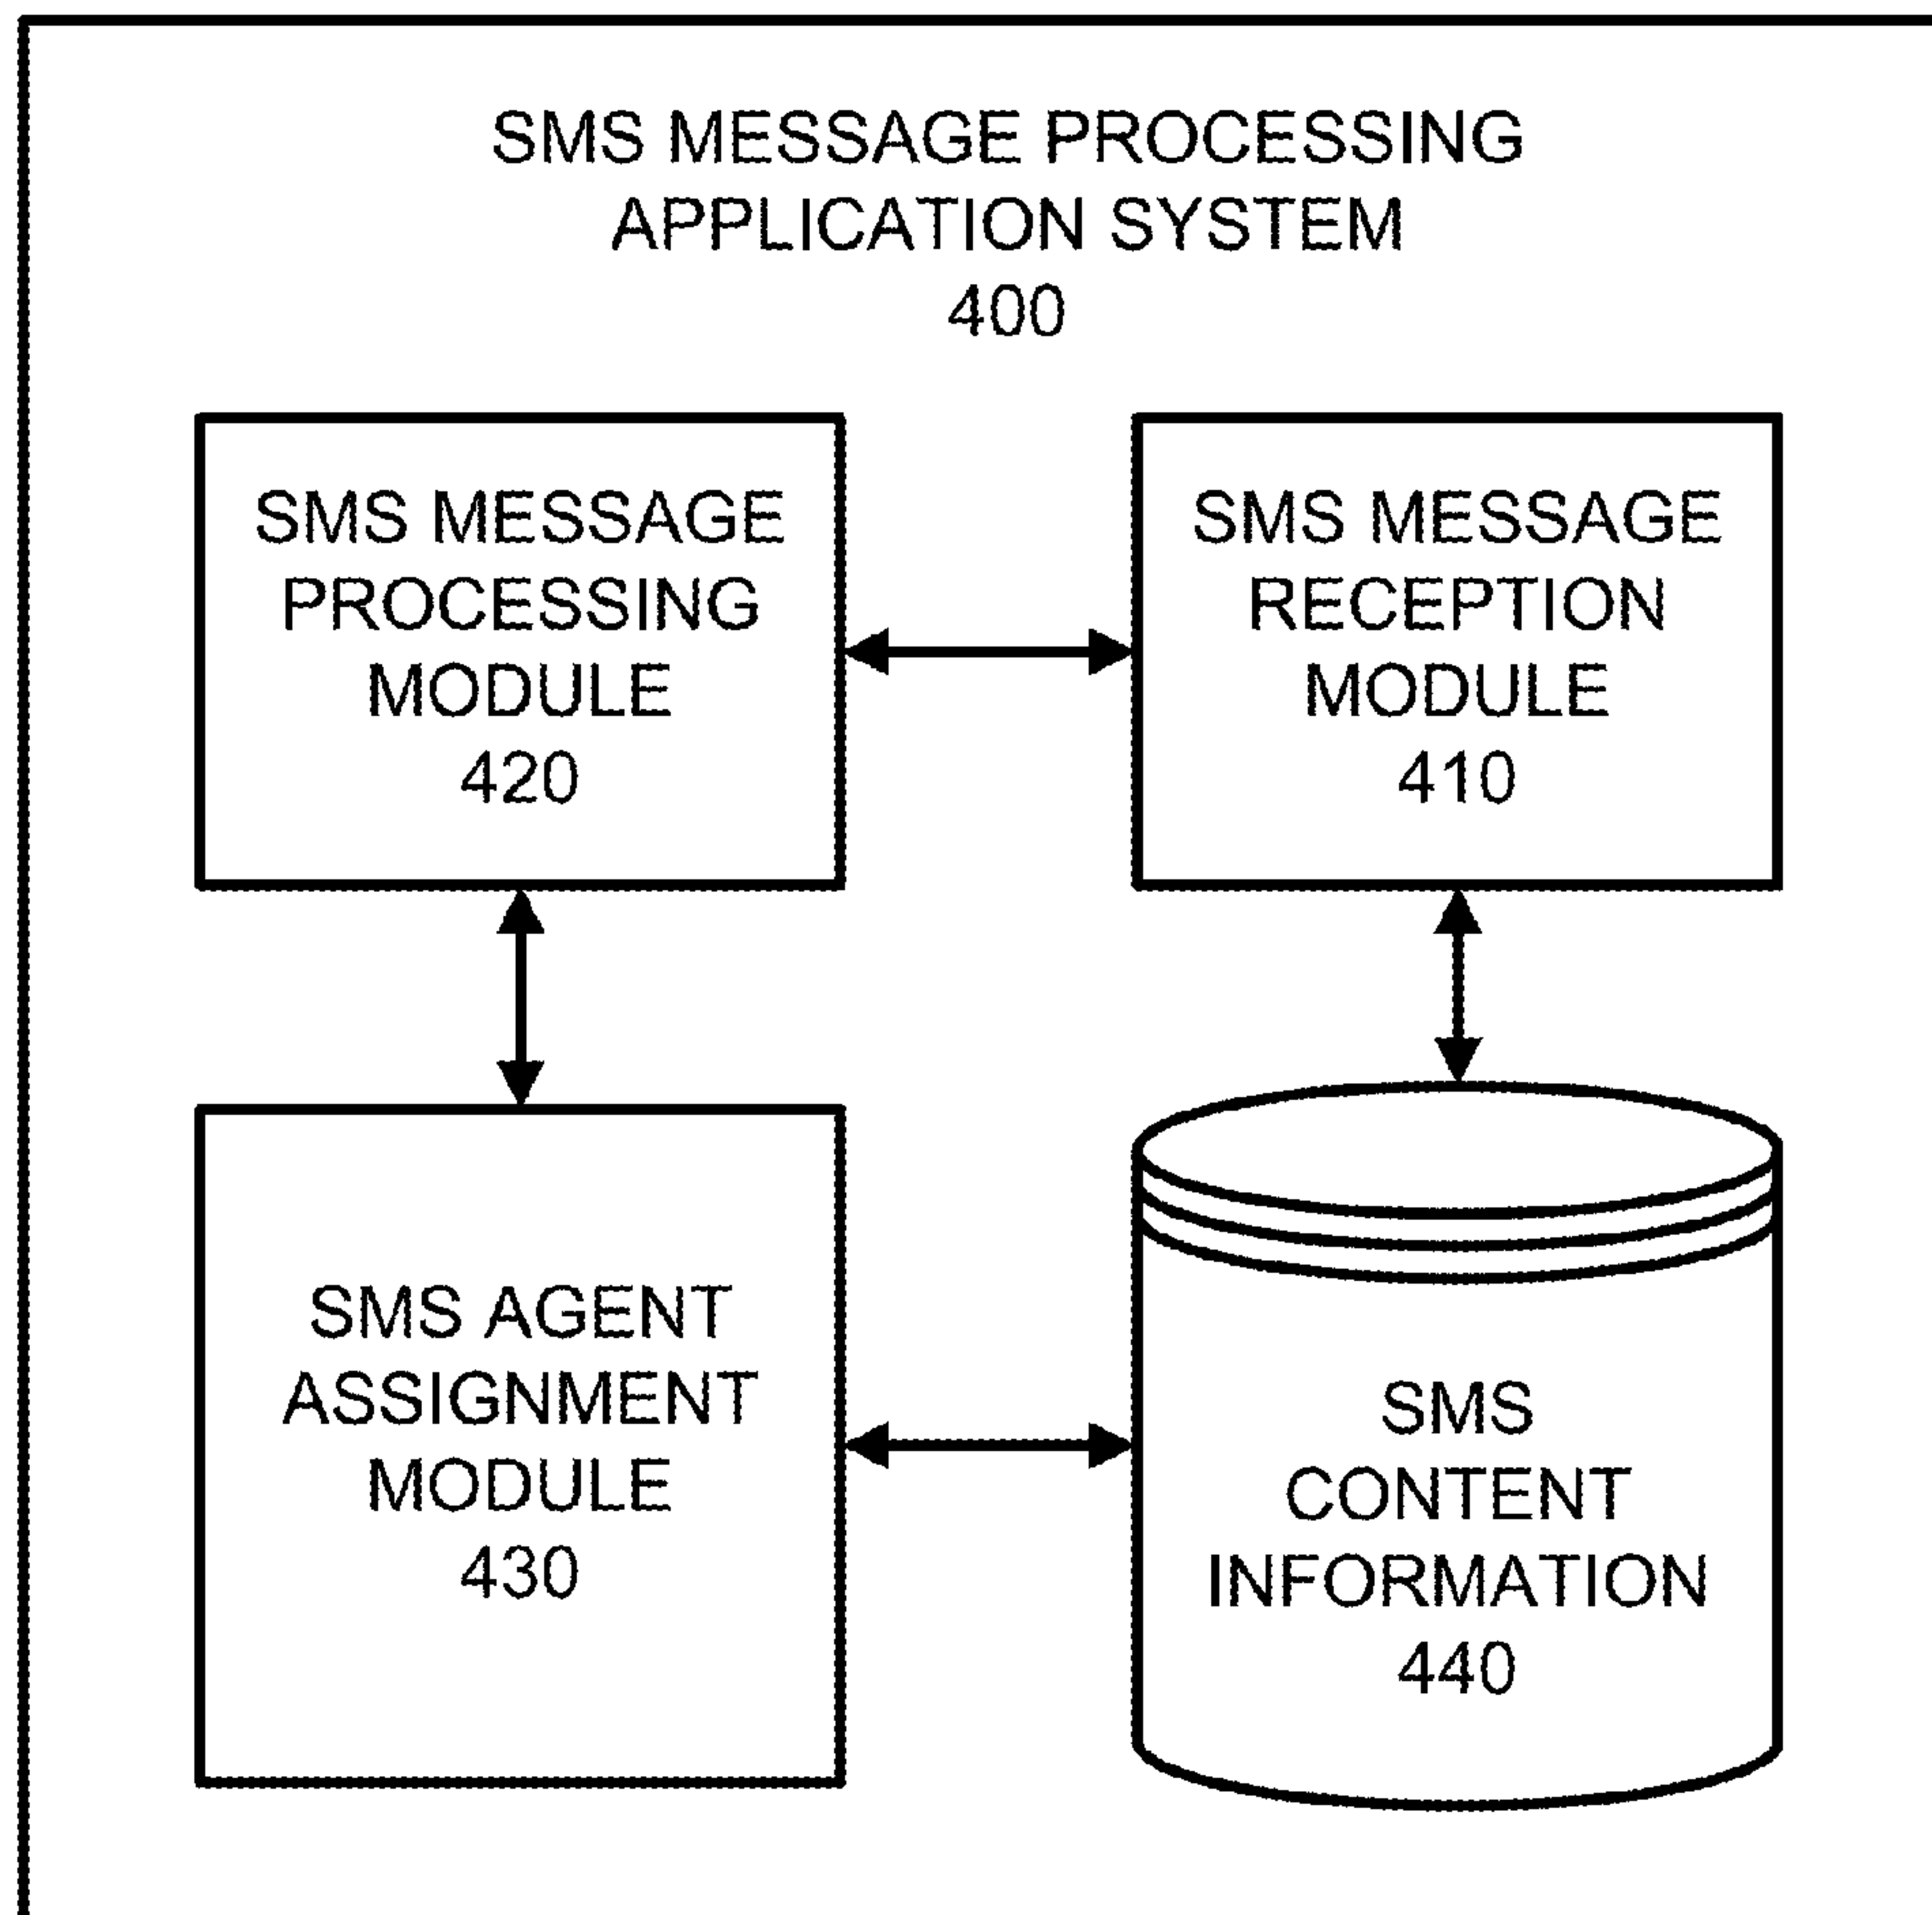 SMS MESSAGE PROCESSING
APPLICATION SYSTEM
400
SMS MESSAGE
PROCESSING
MODULE
420
SMS MESSAGE
RECEPTION
MODULE
410
SMS AGENT
ASSIGNMENT
MODULE
430
SMS
CONTENT
INFORMATION
440